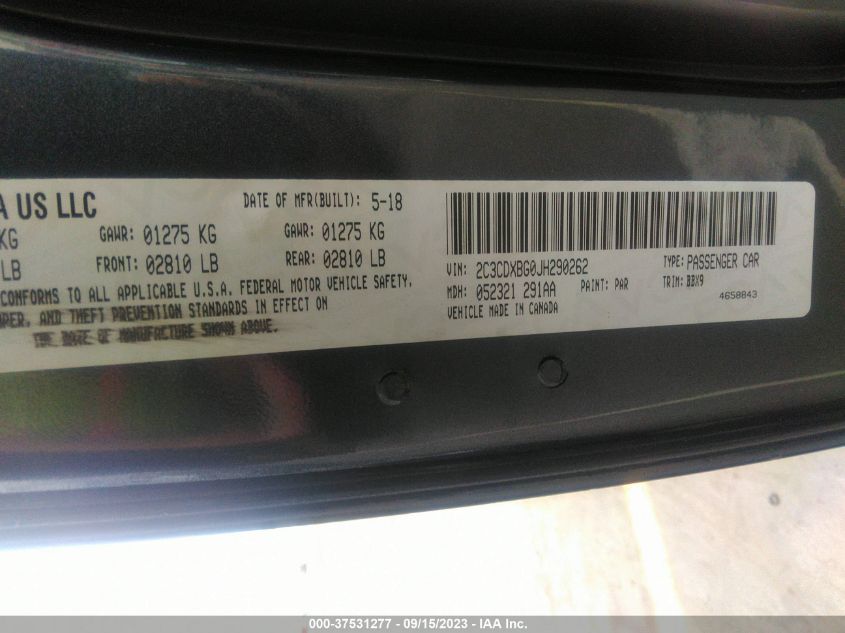 A US LLC
DATE OF MFR(BUILT): 5-18
KG GAWR: 01275 KG GAWR: 01275 KG
LB FRONT: 02810 LB REAR: 02810 LB
CONFORMS TO ALL APPLICABLE U.S.A. FEDERAL MOTOR VEHICLE SAFETY,
MPER, AND THEFT PREVENTION STANDARDS IN EFFECT ON
THE DATE OF MANUFACTURE SHOWN ABOVE.
VIN: 2C3CDXBG0JH290262 TYPE: PASSENGER CAR
MDH: 052321 291AA PAINT: PAR TRIM: BBX9
VEHICLE MADE IN CANADA 4658843
000-37531277 - 09/15/2023 - IAA Inc.